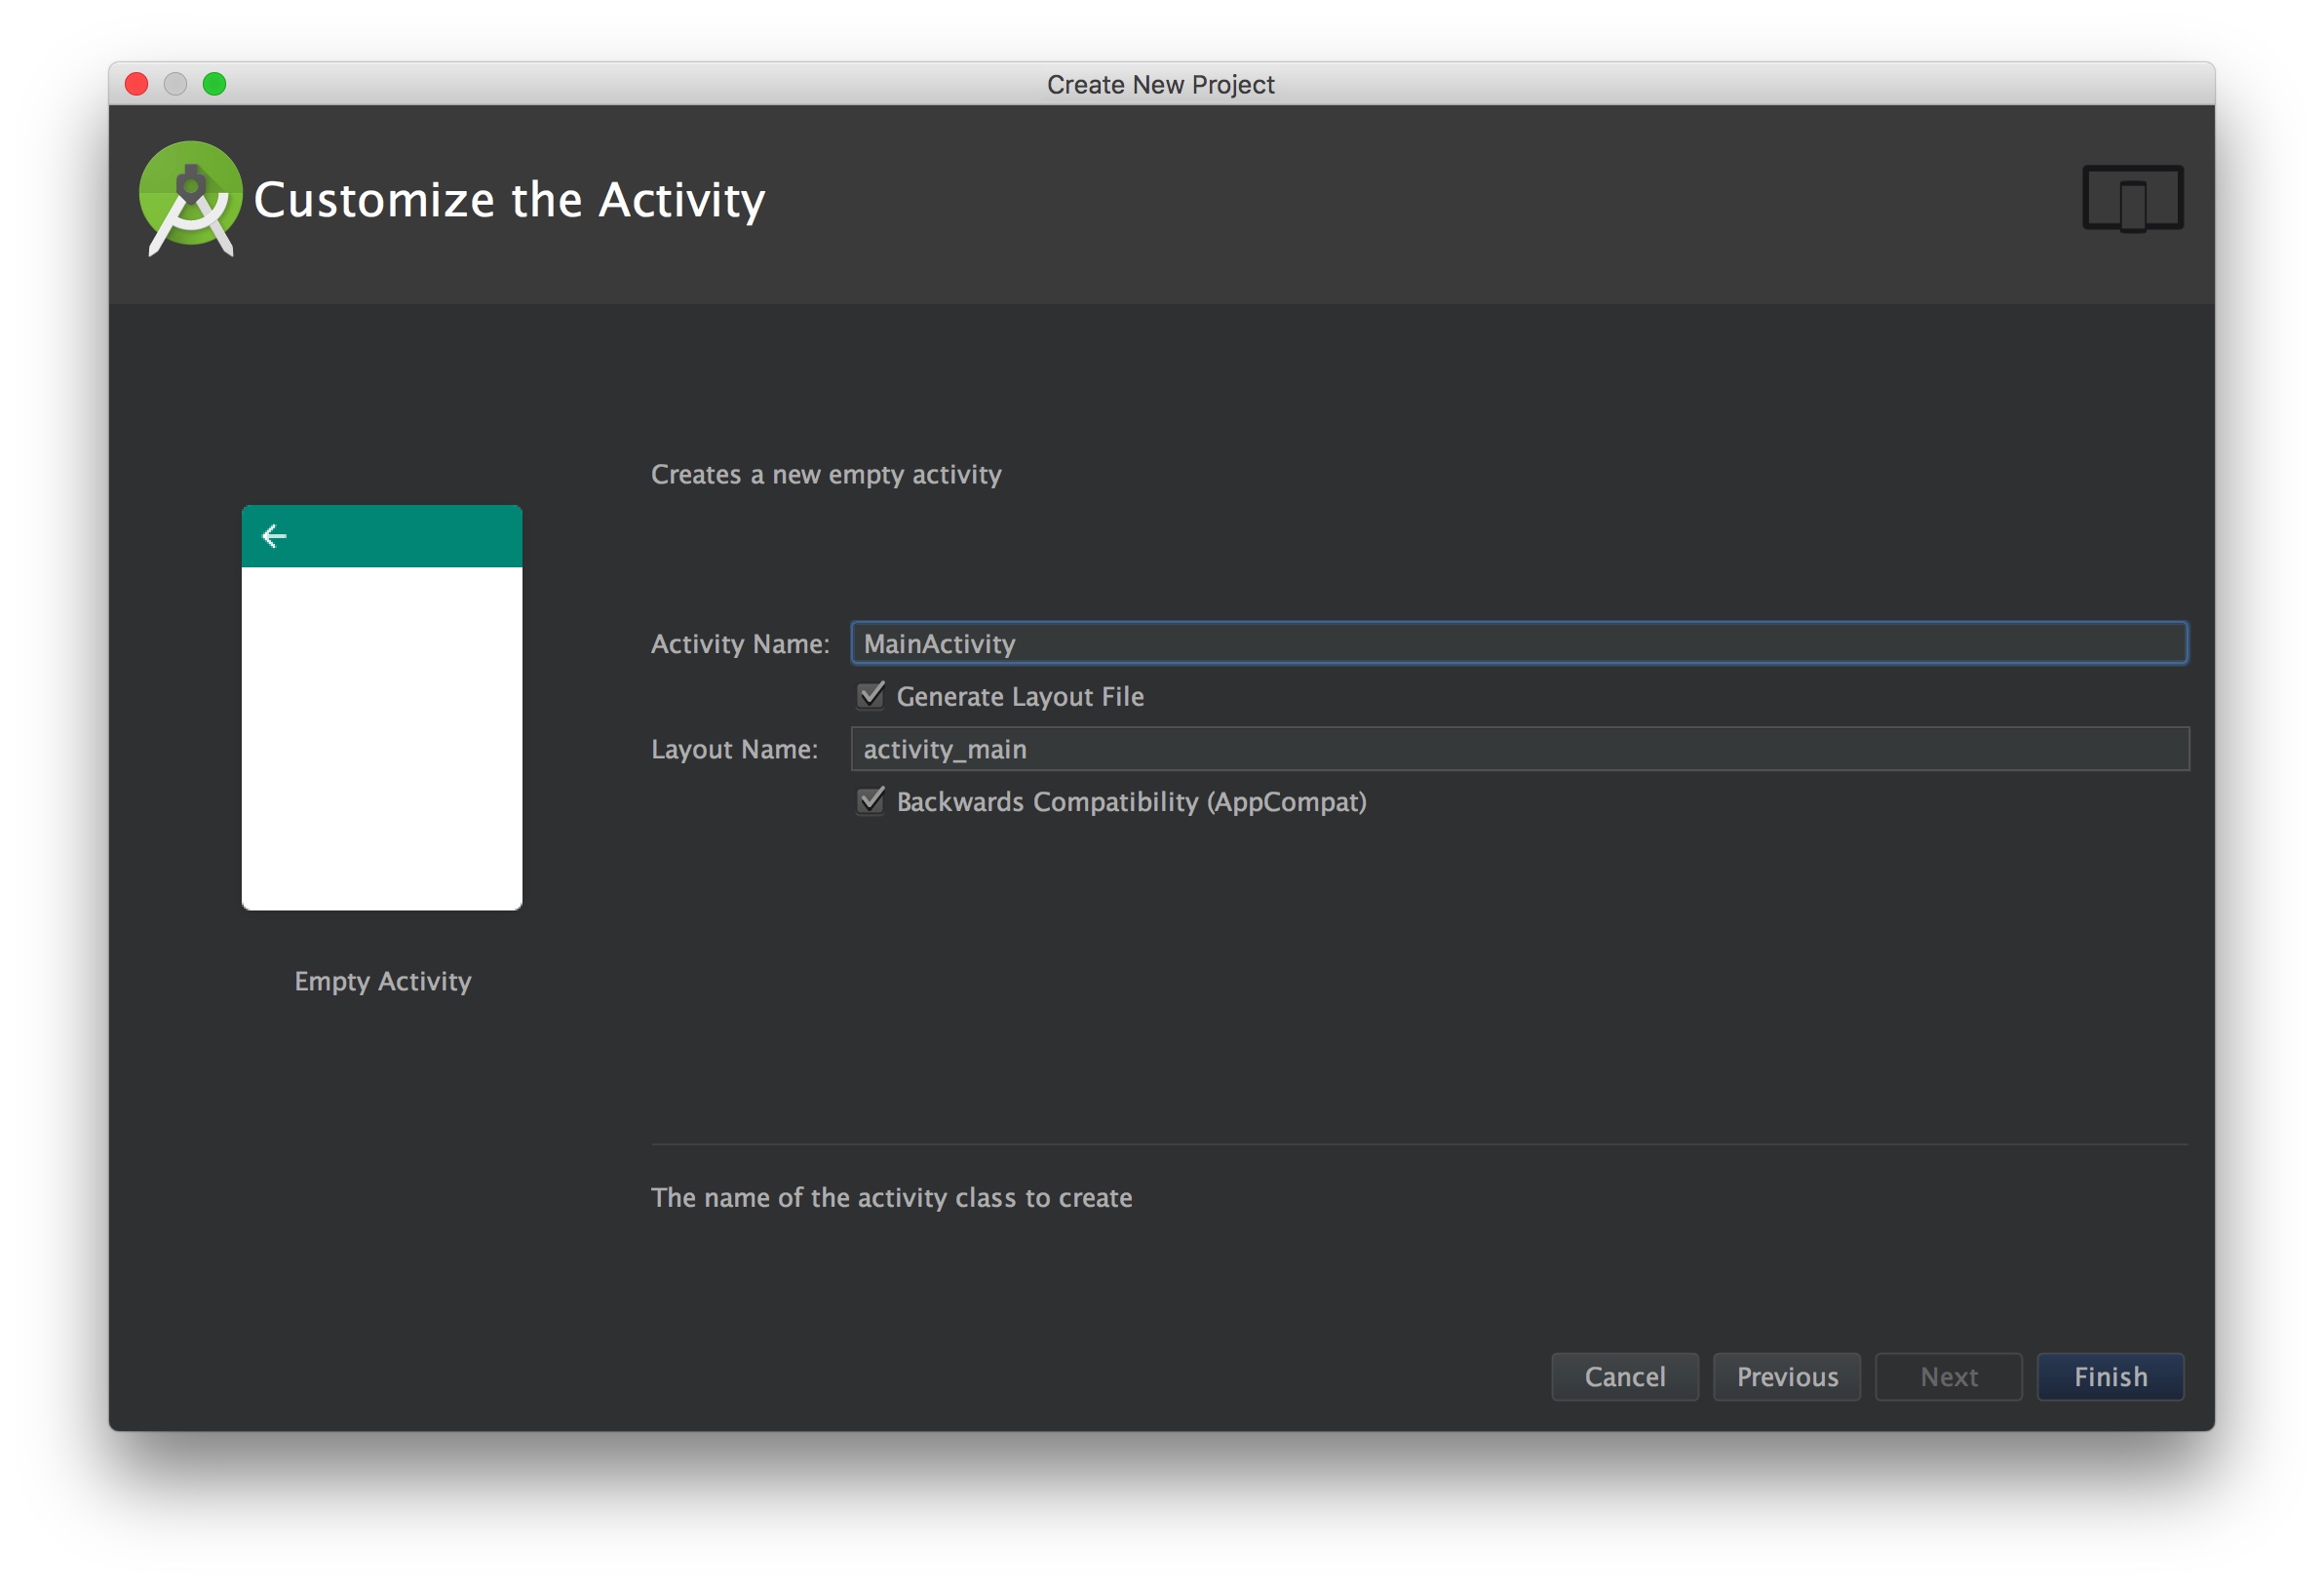 Create New Project
Customize the Activity
Creates a new empty activity
Activity Name: MainActivity
Generate Layout File
Layout Name: activity_main
Backwards Compatibility (AppCompat)
Empty Activity
The name of the activity class to create
Cancel Previous Next Finish